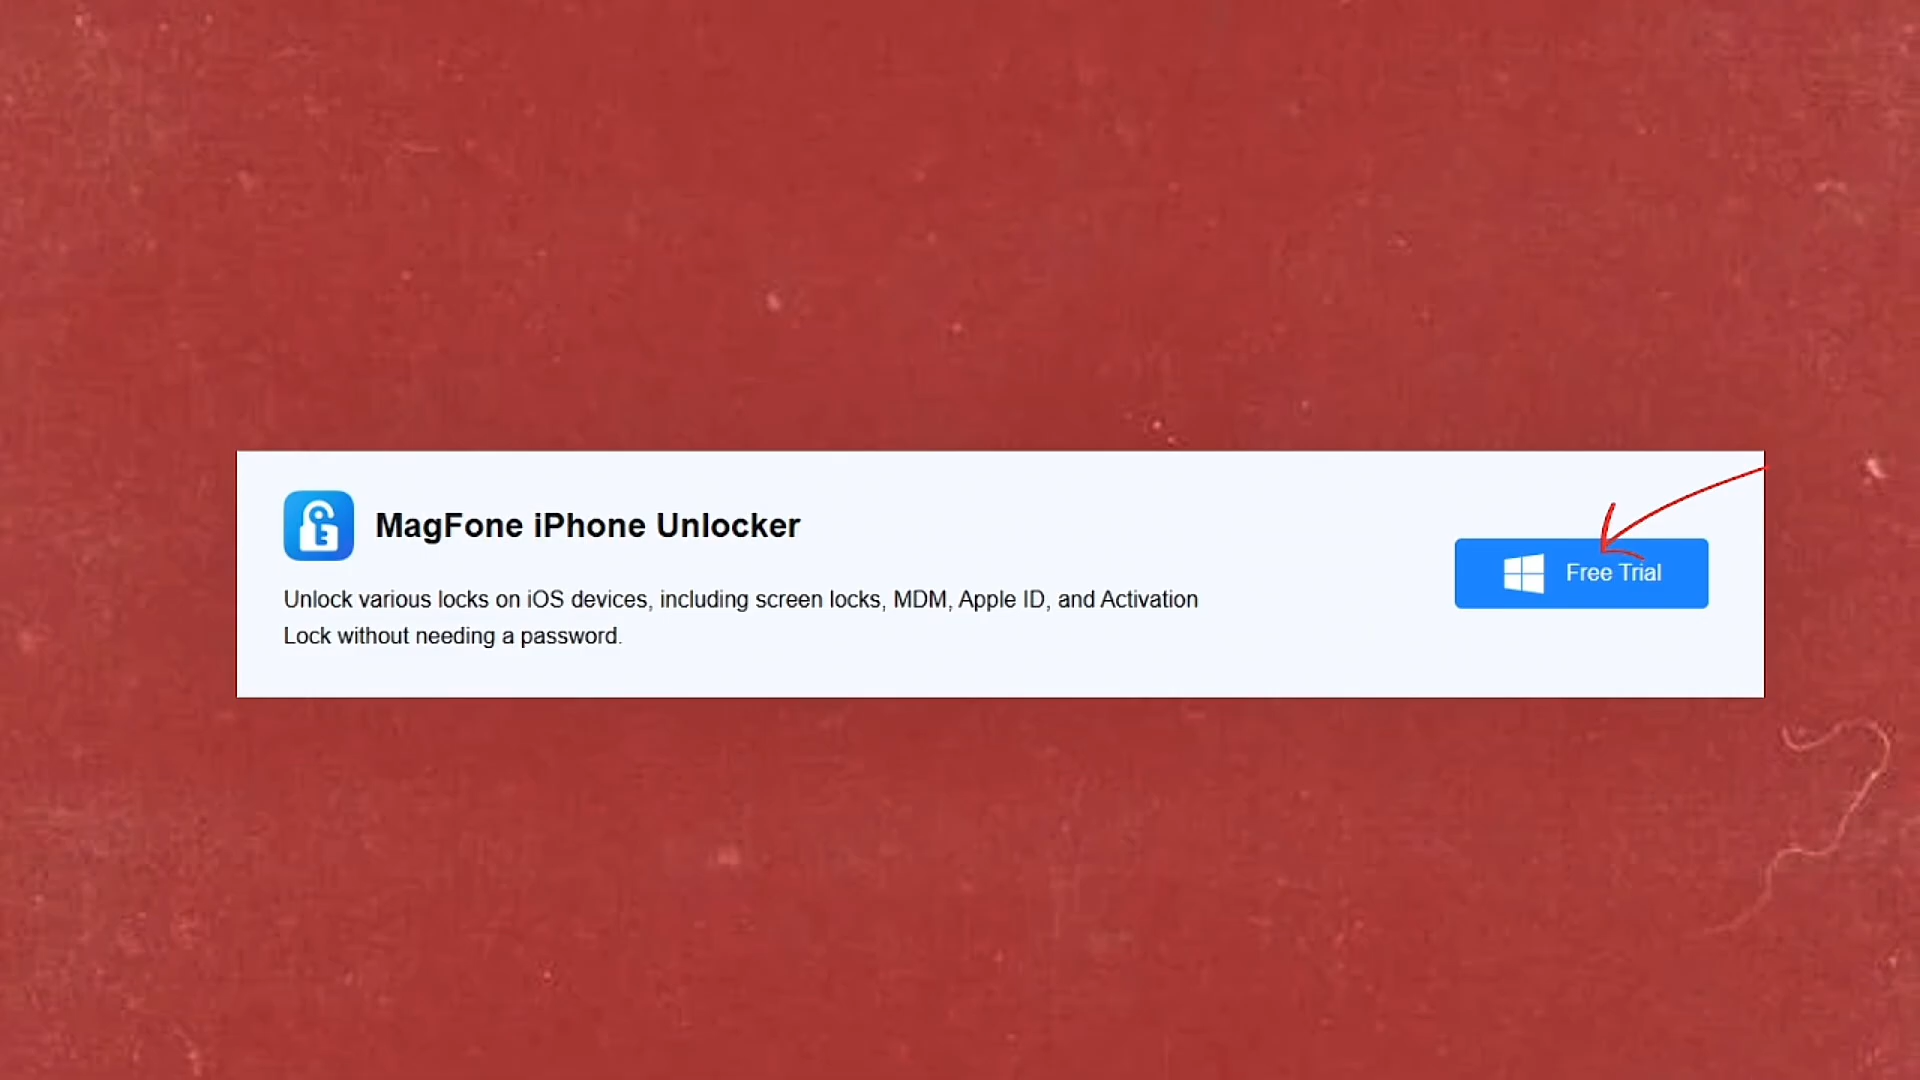 MagFone iPhone Unlocker
Unlock various locks on iOS devices, including screen locks, MDM, Apple ID, and Activation
Lock without needing a password.
Free Trial